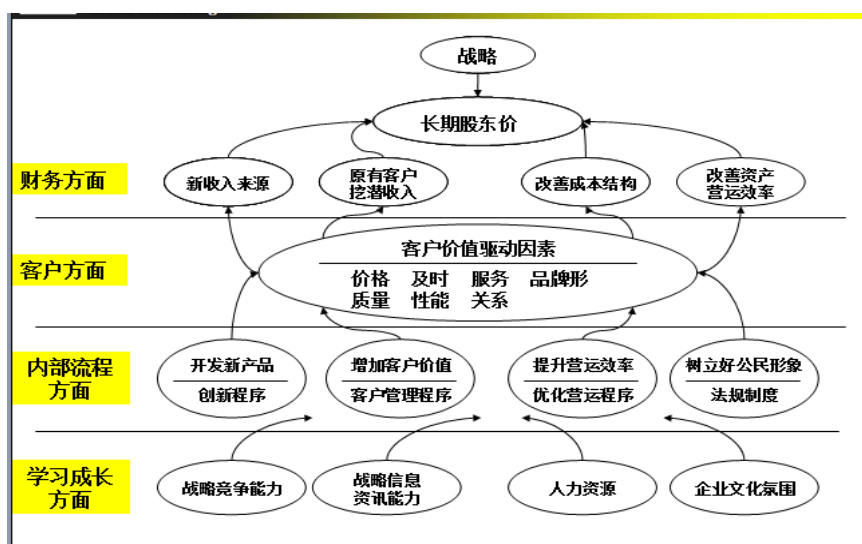 战略
长期股东价
财务方面
新收入来源
原有客户
挖潜收入
改善成本结构
改善资产
营运效率
客户方面
客户价值驱动因素
价格 及时 服务 品牌形
质量 性能 关系
内部流程
方面
开发新产品
创新程序
增加客户价值
客户管理程序
提升营运效率
优化营运程序
树立好公民形象
法规制度
学习成长
方面
战略竞争能力
战略信息
资讯能力
人力资源
企业文化氛围